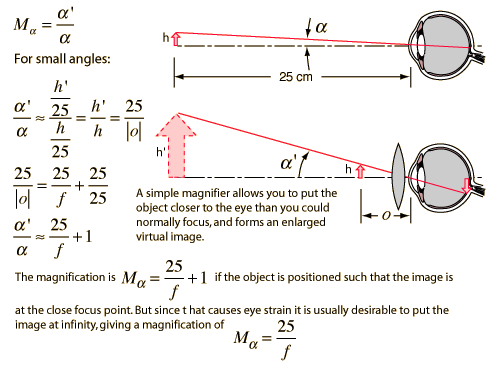 Mα = α'/α
For small angles:
α'/α ≈ (h'/25)/(h/25) = h'/h = 25/|o|
25/|o| = 25/f + 25/25
α'/α ≈ 25/f + 1
h
α
25 cm
h'
α'
h
o
A simple magnifier allows you to put the
object closer to the eye than you could
normally focus, and forms an enlarged
virtual image.
The magnification is Mα = 25/f + 1 if the object is positioned such that the image is
at the close focus point. But since t hat causes eye strain it is usually desirable to put the
image at infinity, giving a magnification of Mα = 25/f